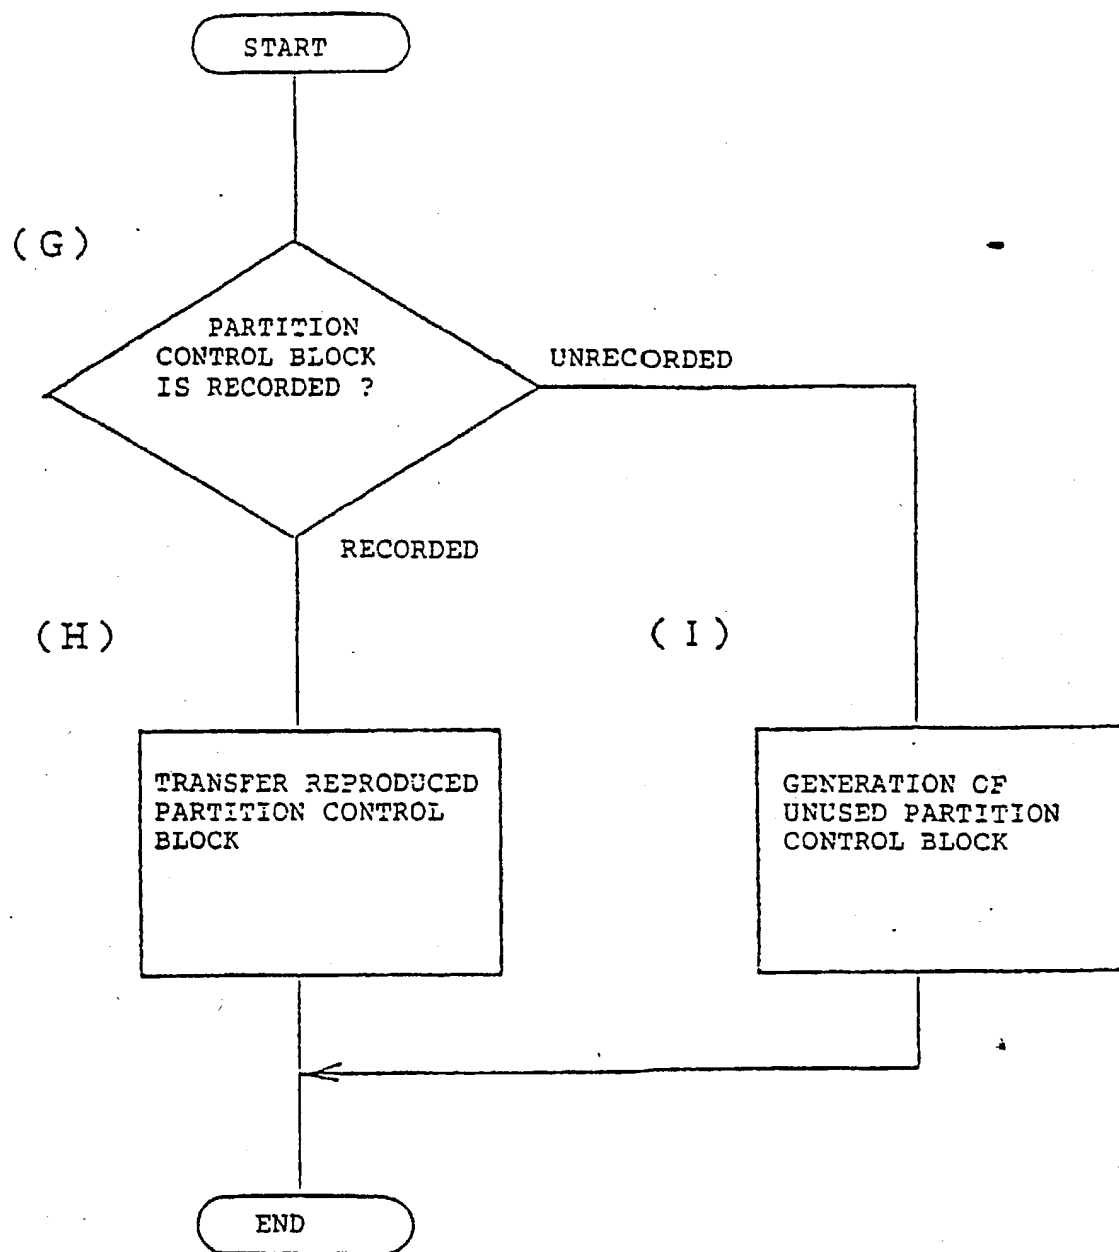 START
(G)
PARTITION
CONTROL BLOCK
IS RECORDED ?
UNRECORDED
RECORDED
(H)
(I)
TRANSFER REPRODUCED
PARTITION CONTROL
BLOCK
GENERATION OF
UNUSED PARTITION
CONTROL BLOCK
END